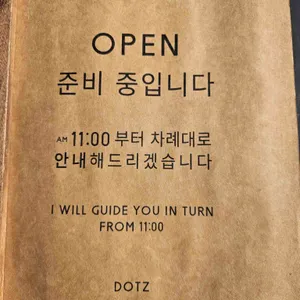 OPEN
준비 중입니다
AM 11:00 부터 차례대로
안내해드리겠습니다
I WILL GUIDE YOU IN TURN
FROM 11:00
DOTZ